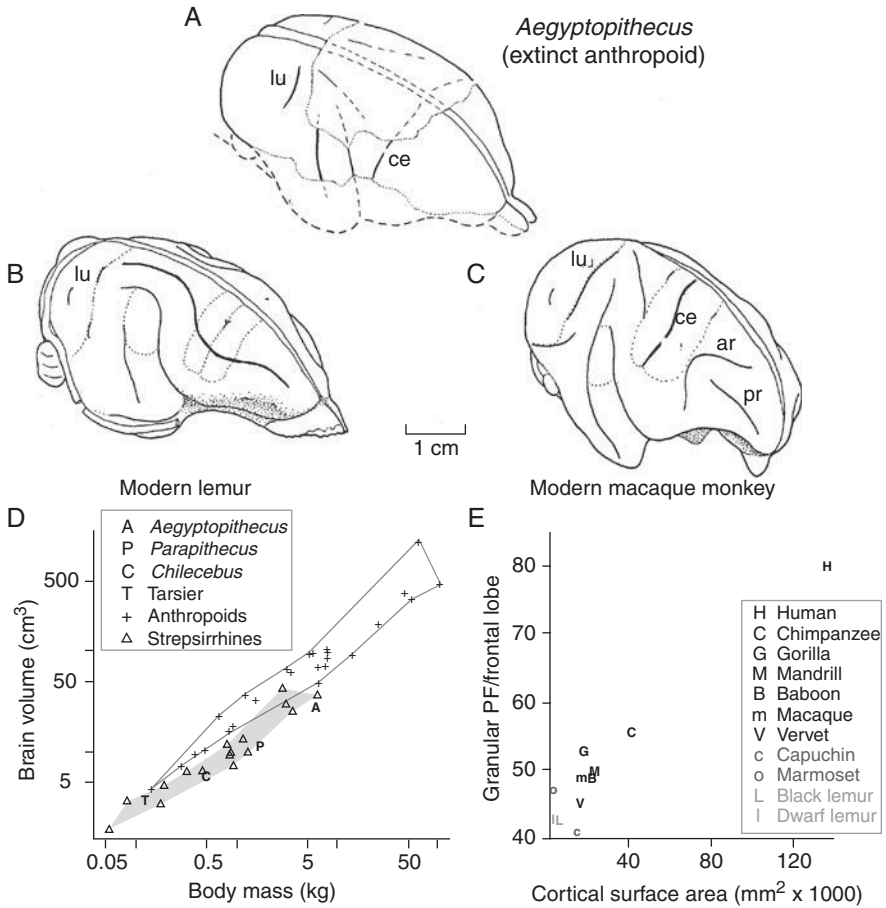 A
Aegyptopithecus
(extinct anthropoid)
lu
ce
B
lu
C
lu
ce
ar
pr
1 cm
Modern lemur
Modern macaque monkey
D
A Aegyptopithecus
P Parapithecus
C Chilecebus
T Tarsier
+ Anthropoids
△ Strepsirrhines
Brain volume (cm³)
500
50
5
A
P
C
T
0.05
0.5
5
50
Body mass (kg)
E
Granular PF/frontal lobe
80
70
60
50
40
H
C
G
M
mB
V
o
lL
c
H Human
C Chimpanzee
G Gorilla
M Mandrill
B Baboon
m Macaque
V Vervet
c Capuchin
o Marmoset
L Black lemur
l Dwarf lemur
40
80
120
Cortical surface area (mm² x 1000)